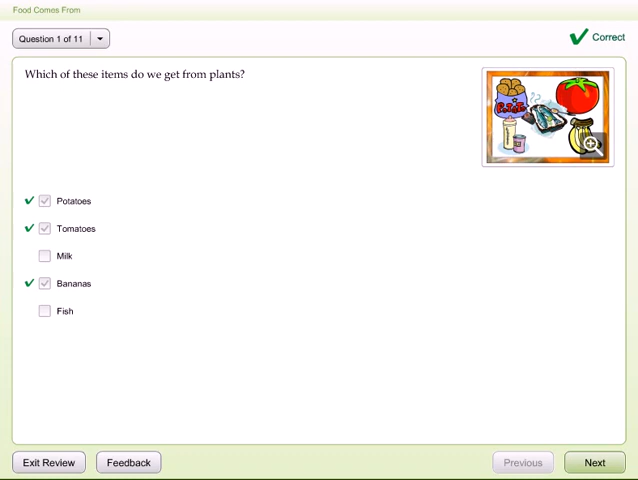 Food Comes From
Question 1 of 11
Correct
Which of these items do we get from plants?
Potatoes
Tomatoes
Milk
Bananas
Fish
Exit Review
Feedback
Previous
Next